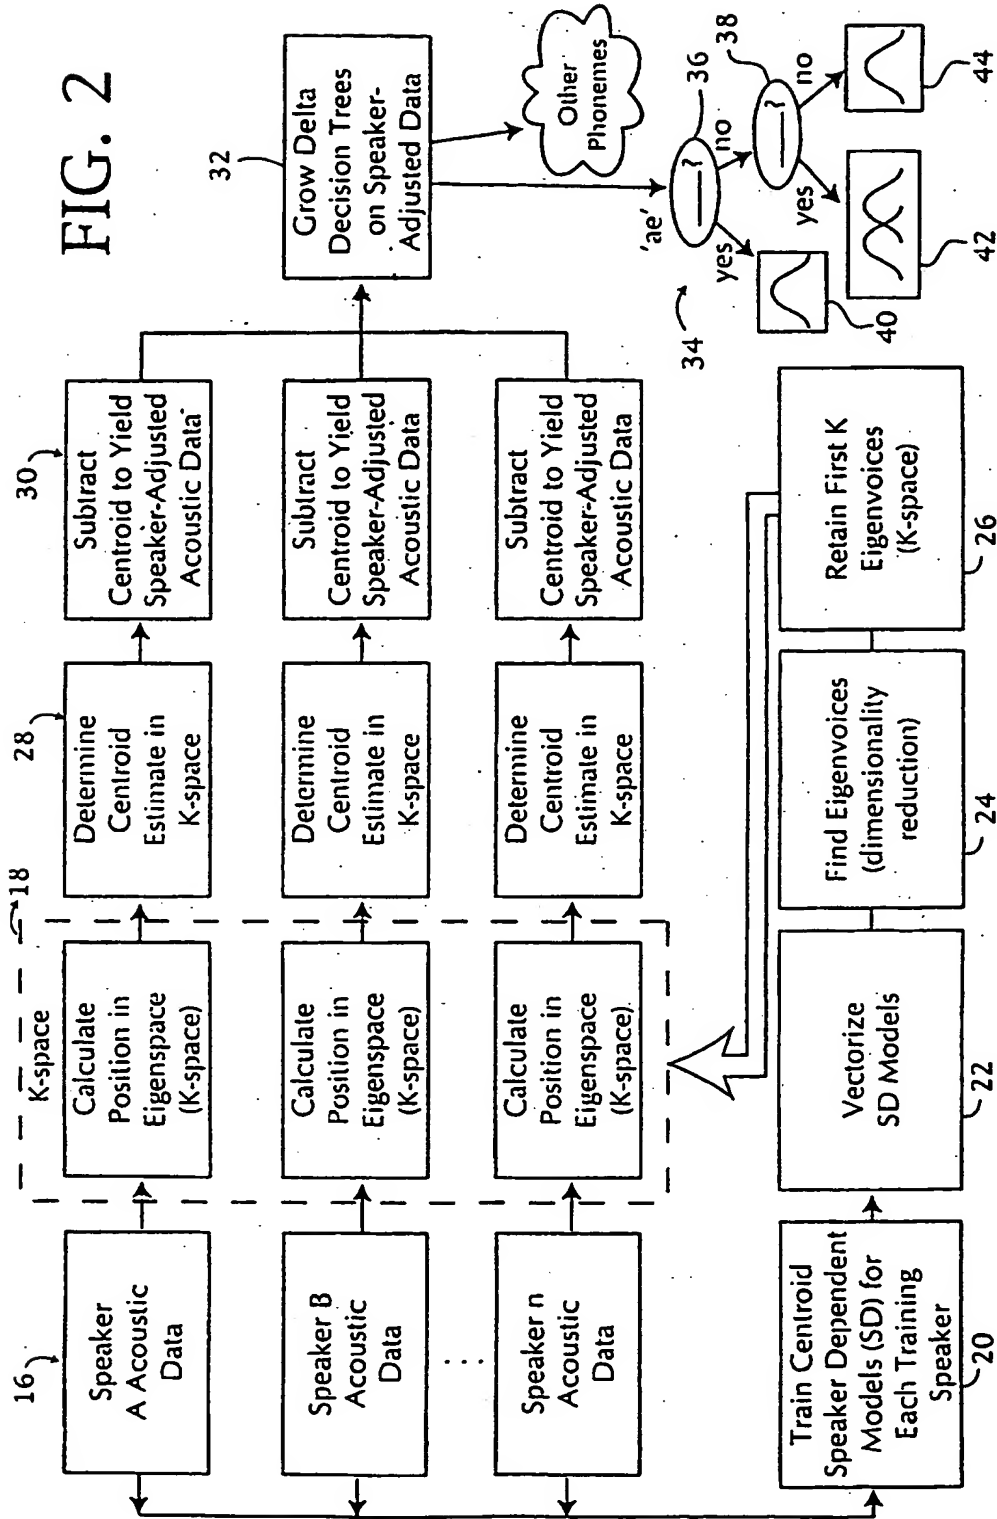 FIG. 2
16
Speaker
A Acoustic
Data
K-space
18
Calculate
Position in
Eigenspace
(K-space)
28
Determine
Centroid
Estimate in
K-space
30
Subtract
Centroid to Yield
Speaker-Adjusted
Acoustic Data
Speaker B
Acoustic
Data
Calculate
Position in
Eigenspace
(K-space)
Determine
Centroid
Estimate in
K-space
Subtract
Centroid to Yield
Speaker-Adjusted
Acoustic Data
32
Grow Delta
Decision Trees
on Speaker-
Adjusted Data
. . . .
Speaker n
Acoustic
Data
Calculate
Position in
Eigenspace
(K-space)
Determine
Centroid
Estimate in
K-space
Subtract
Centroid to Yield
Speaker-Adjusted
Acoustic Data
Other
Phonemes
34
'ae'
?
36
yes
no
?
38
yes
no
40
42
44
Train Centroid
Speaker Dependent
Models (SD) for
Each Training
Speaker
20
Vectorize
SD Models
22
Find Eigenvoices
(dimensionality
reduction)
24
Retain First K
Eigenvoices
(K-space)
26